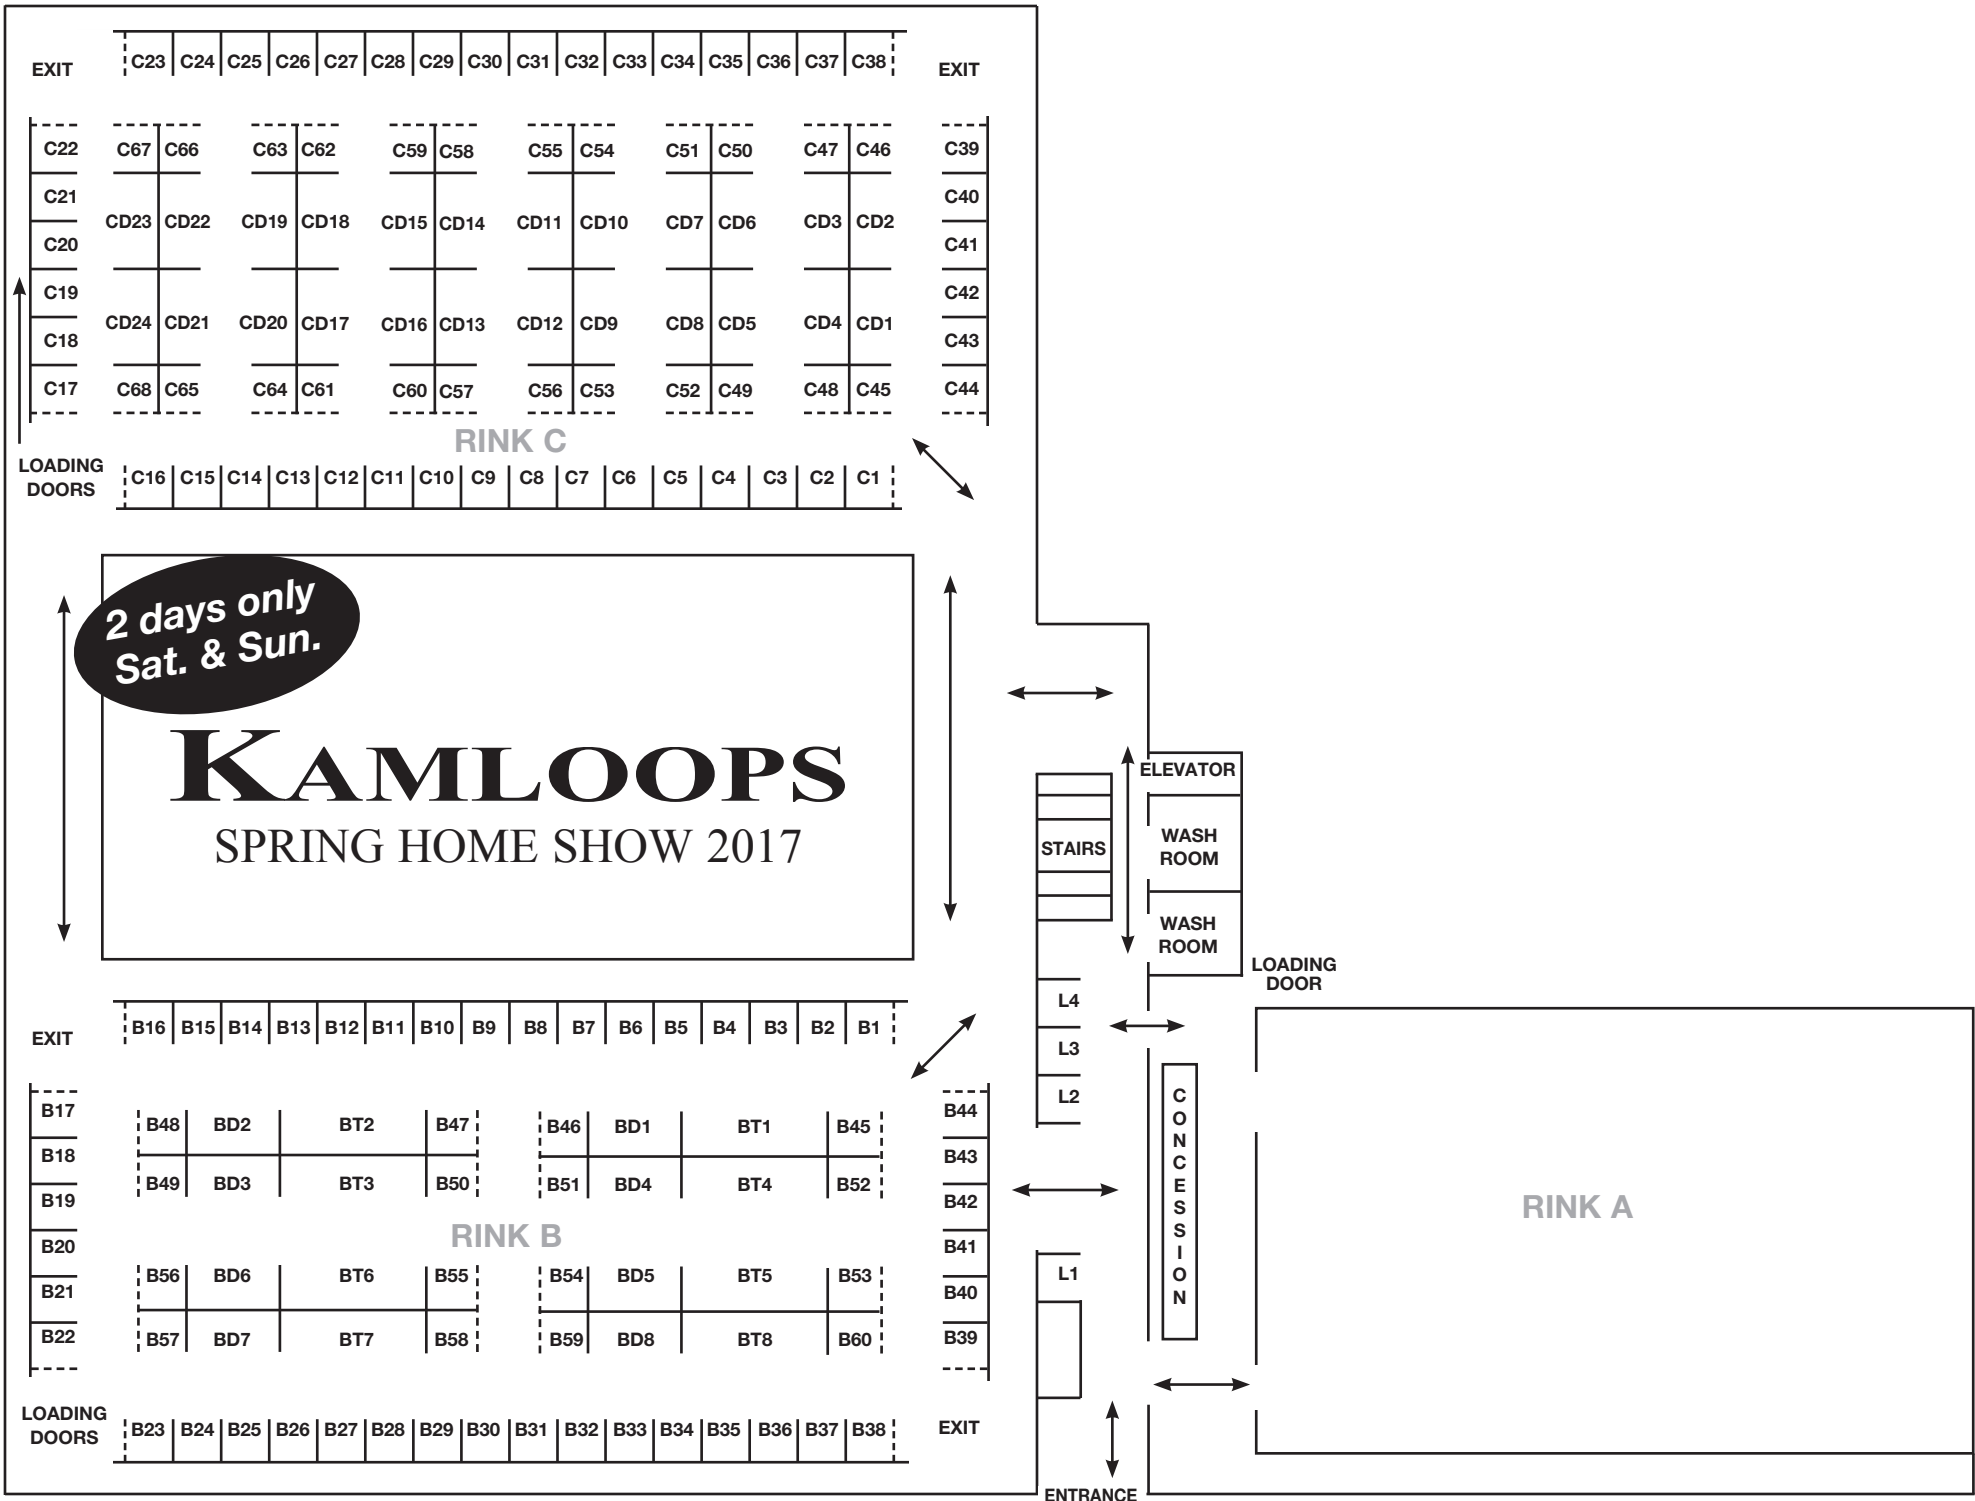 EXIT C23 C24 C25 C26 C27 C28 C29 C30 C31 C32 C33 C34 C35 C36 C37 C38 EXIT
C22 C67 C66 C63 C62 C59 C58 C55 C54 C51 C50 C47 C46 C39
C21 C40
CD23 CD22 CD19 CD18 CD15 CD14 CD11 CD10 CD7 CD6 CD3 CD2
C20 C41
C19 C42
CD24 CD21 CD20 CD17 CD16 CD13 CD12 CD9 CD8 CD5 CD4 CD1
C18 C43
C17 C68 C65 C64 C61 C60 C57 C56 C53 C52 C49 C48 C45 C44
RINK C
LOADING
DOORS
C16 C15 C14 C13 C12 C11 C10 C9 C8 C7 C6 C5 C4 C3 C2 C1
2 days only
Sat. & Sun.
KAMLOOPS
SPRING HOME SHOW 2017
ELEVATOR
WASH
ROOM
STAIRS
WASH
ROOM
LOADING
DOOR
L4
L3
L2
CONCESSION
L1
RINK A
EXIT B16 B15 B14 B13 B12 B11 B10 B9 B8 B7 B6 B5 B4 B3 B2 B1
B17 B48 BD2 BT2 B47 B46 BD1 BT1 B45 B44
B18 B43
B19 B49 BD3 BT3 B50 B51 BD4 BT4 B52 B42
RINK B
B20 B41
B21 B56 BD6 BT6 B55 B54 BD5 BT5 B53 B40
B22 B57 BD7 BT7 B58 B59 BD8 BT8 B60 B39
LOADING
DOORS
B23 B24 B25 B26 B27 B28 B29 B30 B31 B32 B33 B34 B35 B36 B37 B38 EXIT
ENTRANCE